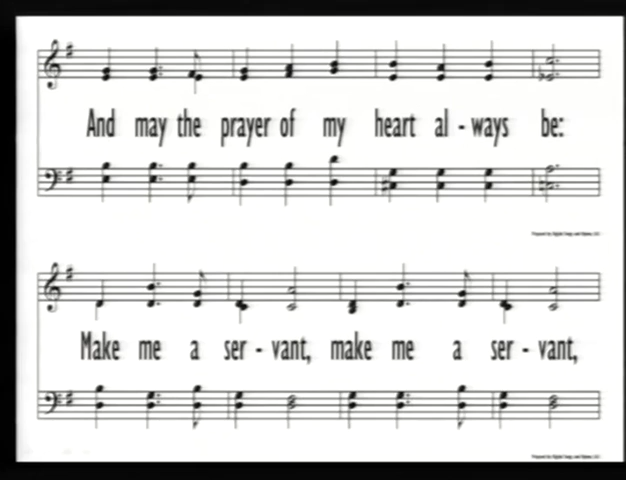 And may the prayer of my heart al - ways be:
Make me a ser - vant, make me a ser - vant,